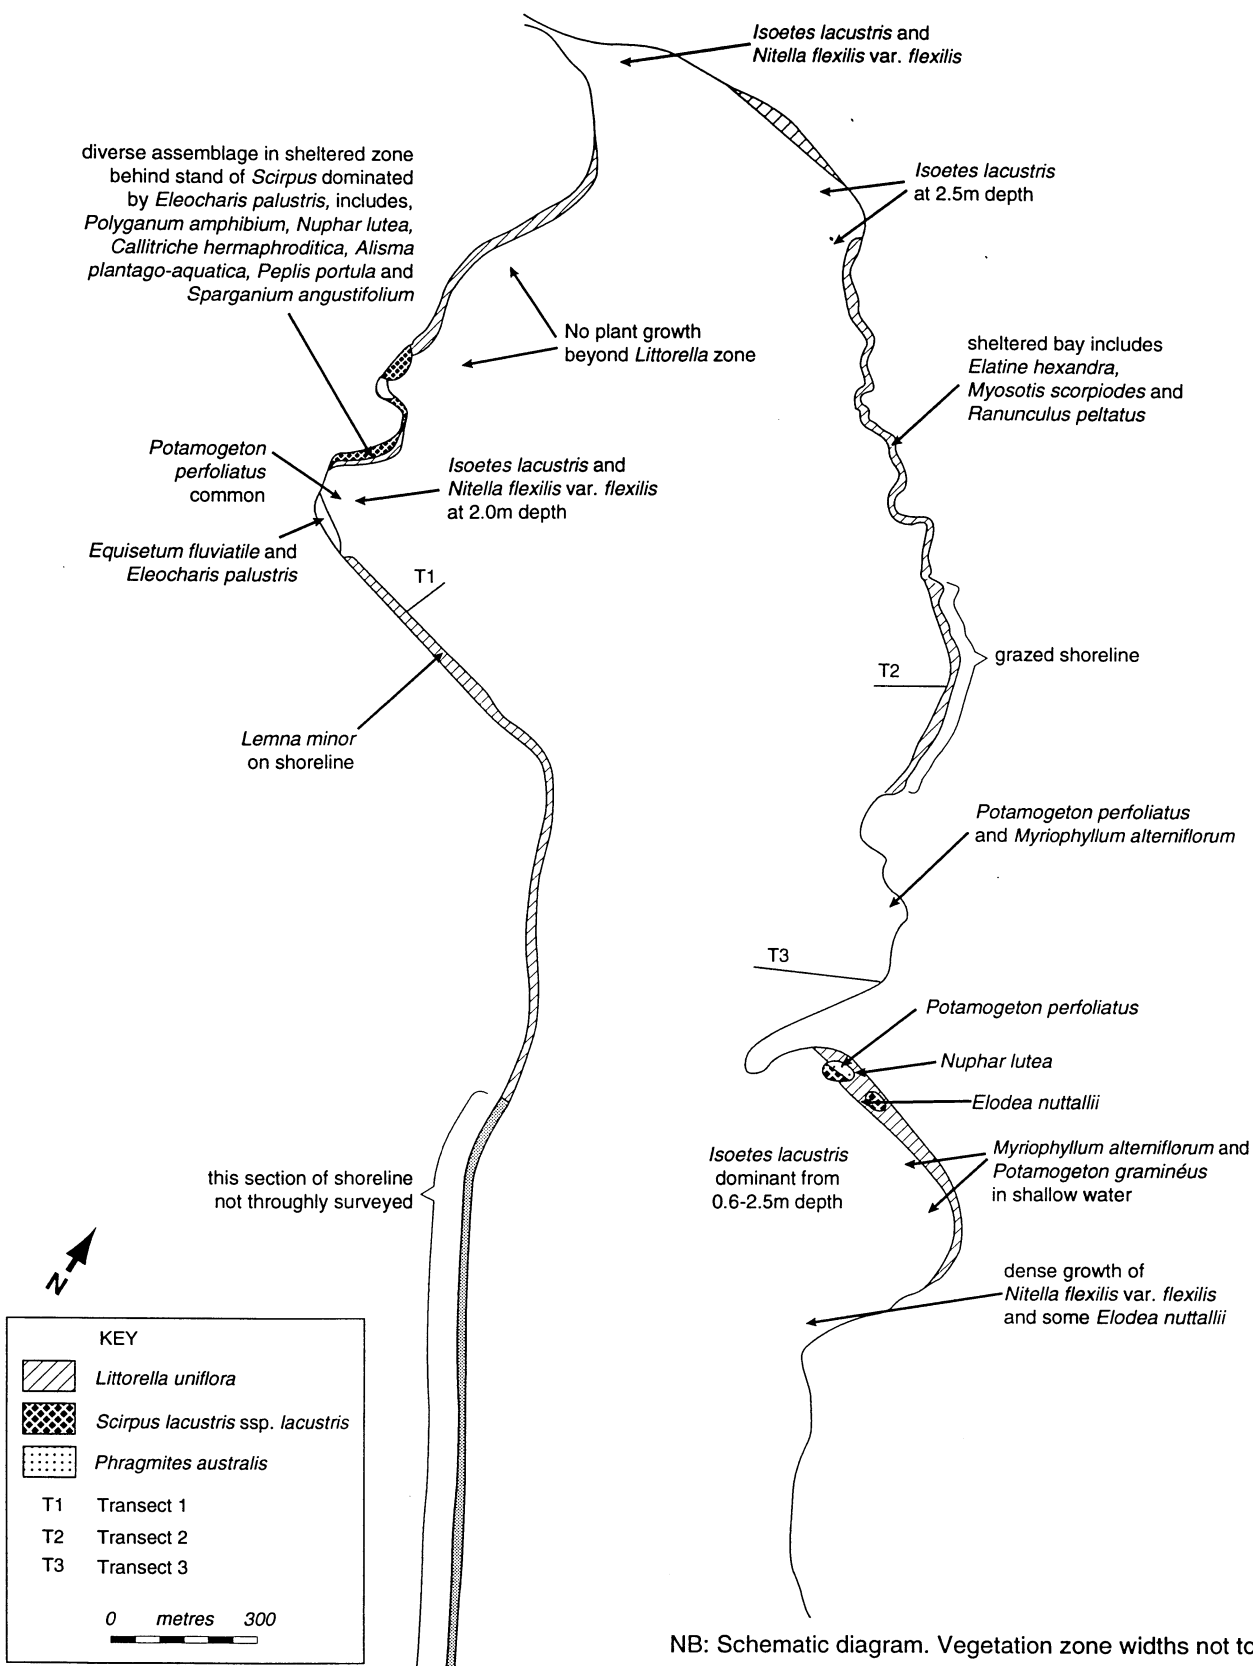 Isoetes lacustris and
Nitella flexilis var. flexilis
diverse assemblage in sheltered zone
behind stand of Scirpus dominated
by Eleocharis palustris, includes,
Polyganum amphibium, Nuphar lutea,
Callitriche hermaphroditica, Alisma
plantago-aquatica, Peplis portula and
Sparganium angustifolium
Isoetes lacustris
at 2.5m depth
No plant growth
beyond Littorella zone
sheltered bay includes
Elatine hexandra,
Myosotis scorpiodes and
Ranunculus peltatus
Potamogeton
perfoliatus
common
Isoetes lacustris and
Nitella flexilis var. flexilis
at 2.0m depth
Equisetum fluviatile and
Eleocharis palustris
T1
T2
grazed shoreline
Lemna minor
on shoreline
Potamogeton perfoliatus
and Myriophyllum alterniflorum
T3
Potamogeton perfoliatus
Nuphar lutea
Elodea nuttallii
Isoetes lacustris
dominant from
0.6-2.5m depth
Myriophyllum alterniflorum and
Potamogeton graminéus
in shallow water
this section of shoreline
not throughly surveyed
dense growth of
Nitella flexilis var. flexilis
and some Elodea nuttallii
N
KEY
Littorella uniflora
Scirpus lacustris ssp. lacustris
Phragmites australis
T1 Transect 1
T2 Transect 2
T3 Transect 3
0 metres 300
NB: Schematic diagram. Vegetation zone widths not to